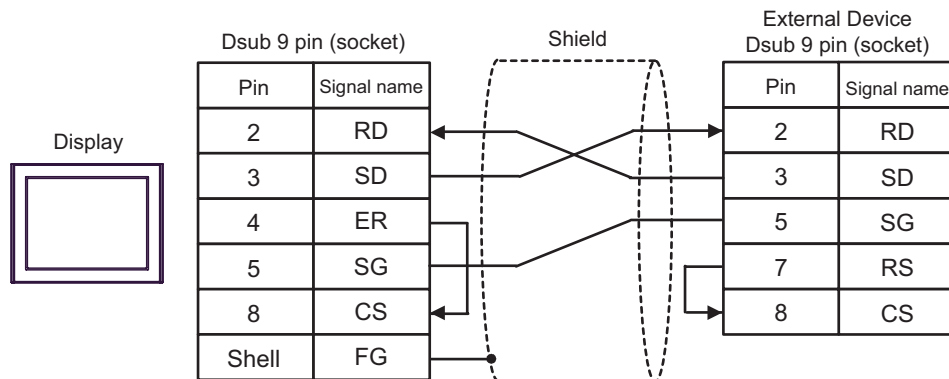 External Device
Dsub 9 pin (socket)
Shield
Dsub 9 pin (socket)
Pin Signal name
Pin Signal name
Display
2 RD
2 RD
3 SD
3 SD
4 ER
5 SG
5 SG
7 RS
8 CS
8 CS
Shell FG